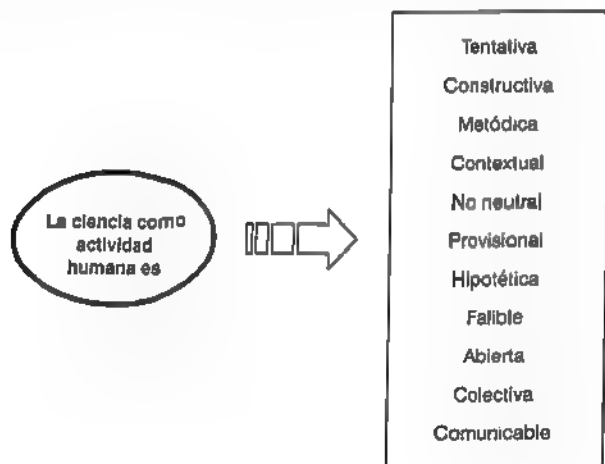 La ciencia como
actividad
humana es
Tentativa
Constructiva
Metódica
Contextual
No neutral
Provisional
Hipotética
Falible
Abierta
Colectiva
Comunicable